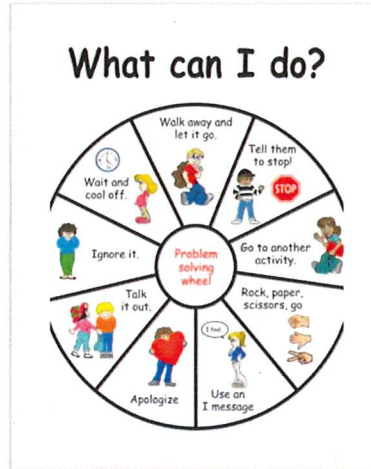 What can I do?
Walk away and
let it go.
Tell them
to stop!
STOP
Go to another
activity.
Rock, paper,
scissors, go
I feel
Use an
I message
Apologize
Talk
it out.
Ignore it.
Wait and
cool off.
Problem
solving
wheel